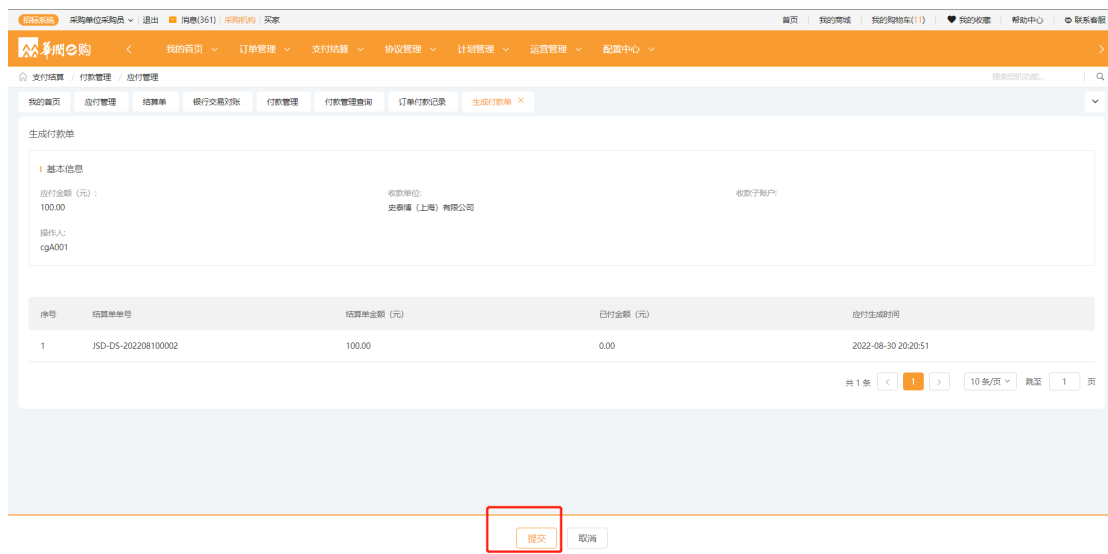 招标系统 采购单位采购员 退出 消息(361) 采购机构 买家 首页 我的商城 我的购物车(11) 我的收藏 帮助中心 联系客服
華潤e购 我的首页 订单管理 支付结算 协议管理 计划管理 运营管理 配置中心
支付结算 / 付款管理 / 应付管理 搜索您的功能...
我的首页 应付管理 结算单 银行交易对账 付款管理 付款管理查询 订单付款记录 生成付款单 ×
生成付款单
基本信息
应付金额（元）: 收款单位: 收款子账户:
100.00 史泰博（上海）有限公司
操作人:
cgA001
序号 结算单单号 结算单金额（元） 已付金额（元） 应付生成时间
1 JSD-DS-202208100002 100.00 0.00 2022-08-30 20:20:51
共 1 条 < 1 > 10 条/页 跳至 1 页
提交 取消